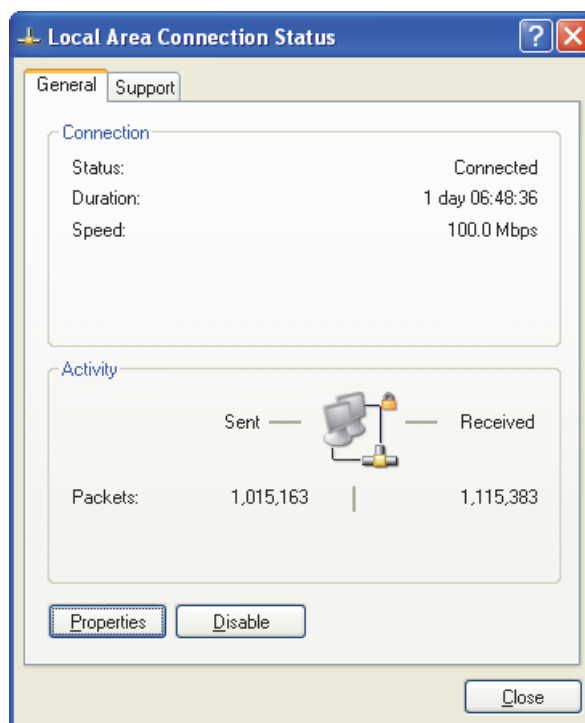 Local Area Connection Status
General Support
Connection
Status: Connected
Duration: 1 day 06:48:36
Speed: 100.0 Mbps
Activity
Sent Received
Packets: 1,015,163 1,115,383
Properties Disable
Close